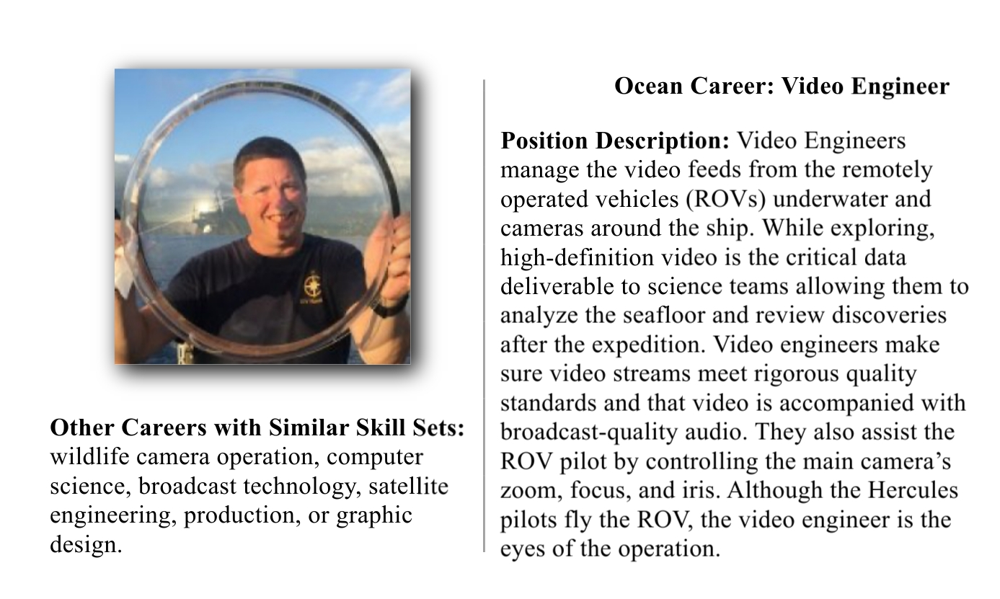 Ocean Career: Video Engineer
Position Description: Video Engineers
manage the video feeds from the remotely
operated vehicles (ROVs) underwater and
cameras around the ship. While exploring,
high-definition video is the critical data
deliverable to science teams allowing them to
analyze the seafloor and review discoveries
after the expedition. Video engineers make
sure video streams meet rigorous quality
standards and that video is accompanied with
broadcast-quality audio. They also assist the
ROV pilot by controlling the main camera’s
zoom, focus, and iris. Although the Hercules
pilots fly the ROV, the video engineer is the
eyes of the operation.
Other Careers with Similar Skill Sets:
wildlife camera operation, computer
science, broadcast technology, satellite
engineering, production, or graphic
design.